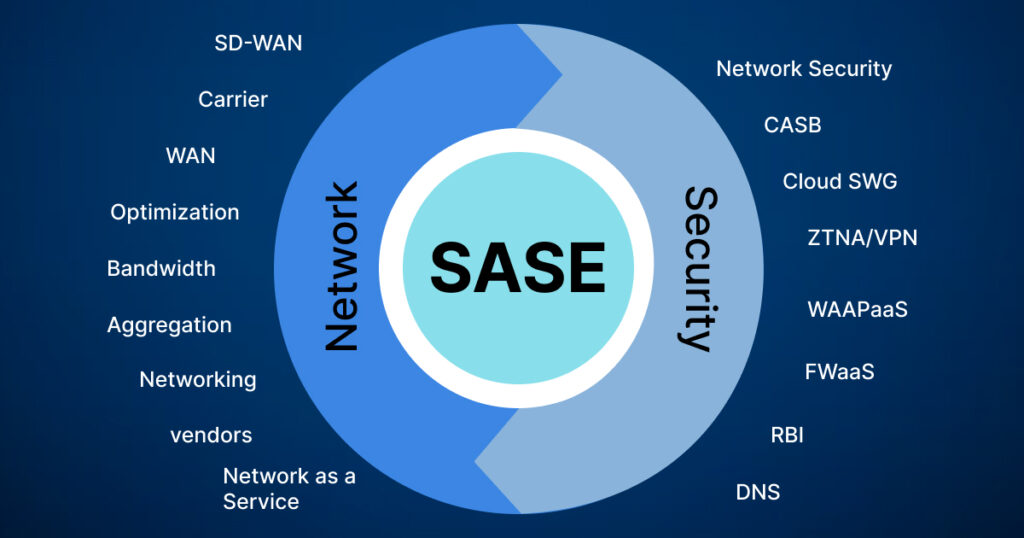 SD-WAN
Carrier
WAN
Optimization
Bandwidth
Aggregation
Networking
vendors
Network as a
Service
Network
SASE
Security
Network Security
CASB
Cloud SWG
ZTNA/VPN
WAAPaaS
FWaaS
RBI
DNS